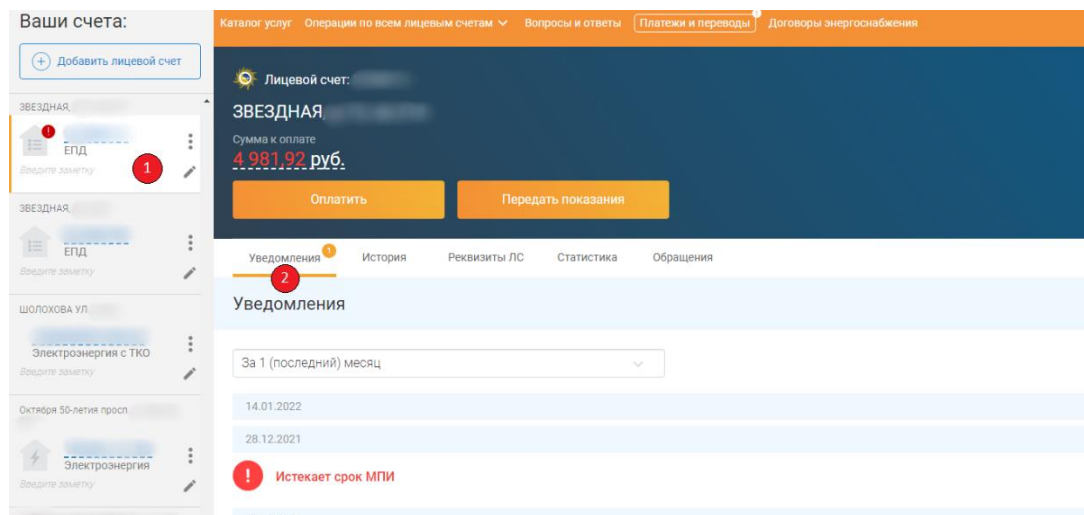 Ваши счета:
Добавить лицевой счет
ЗВЕЗДНАЯ,
ЕПД
Введите заметку
1
ЗВЕЗДНАЯ,
ЕПД
Введите заметку
ШОЛОХОВА УЛ
Электроэнергия с ТКО
Введите заметку
Октября 50-летия просп
Электроэнергия
Введите заметку
Каталог услуг Операции по всем лицевым счетам Вопросы и ответы Платежи и переводы Договоры энергоснабжения
Лицевой счет:
ЗВЕЗДНАЯ,
Сумма к оплате
4 981,92 руб.
Оплатить Передать показания
Уведомления 1 История Реквизиты ЛС Статистика Обращения
2
Уведомления
За 1 (последний) месяц
14.01.2022
28.12.2021
Истекает срок МПИ